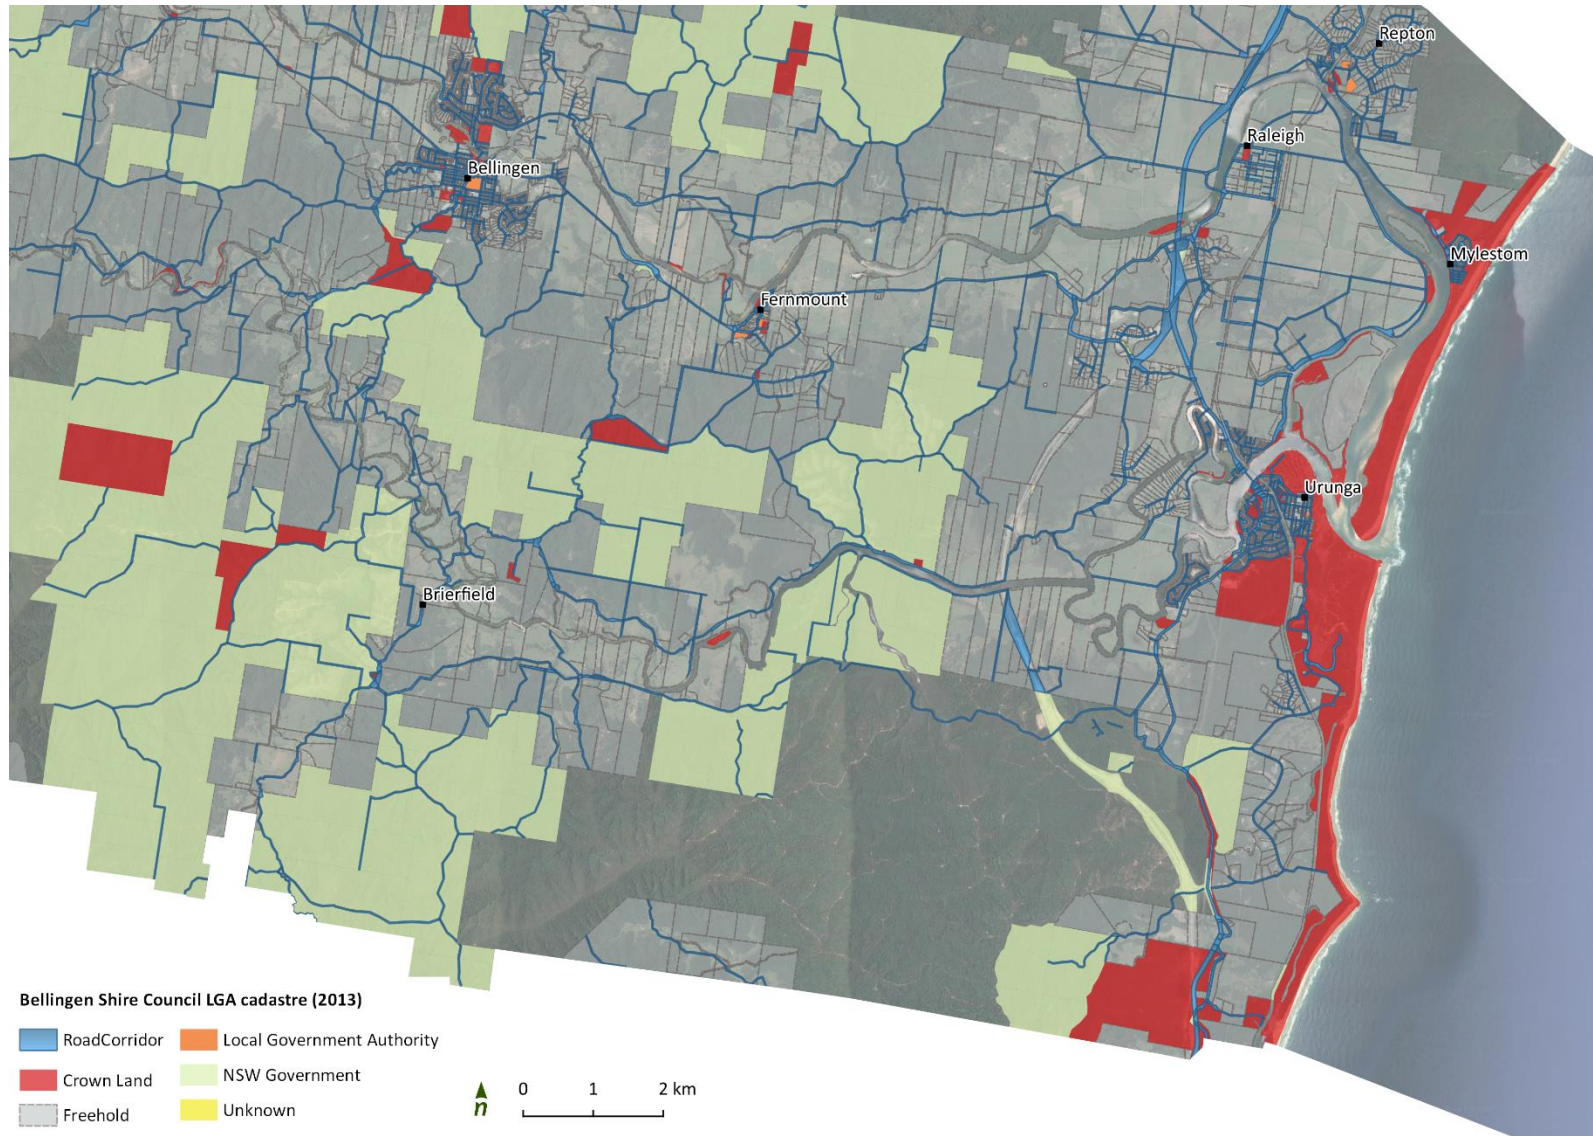 Repton
Raleigh
Bellingen
Mylestom
Fernmount
Urunga
Brierfield
Bellingen Shire Council LGA cadastre (2013)
RoadCorridor
Local Government Authority
Crown Land
NSW Government
Freehold
Unknown
n
0 1 2 km